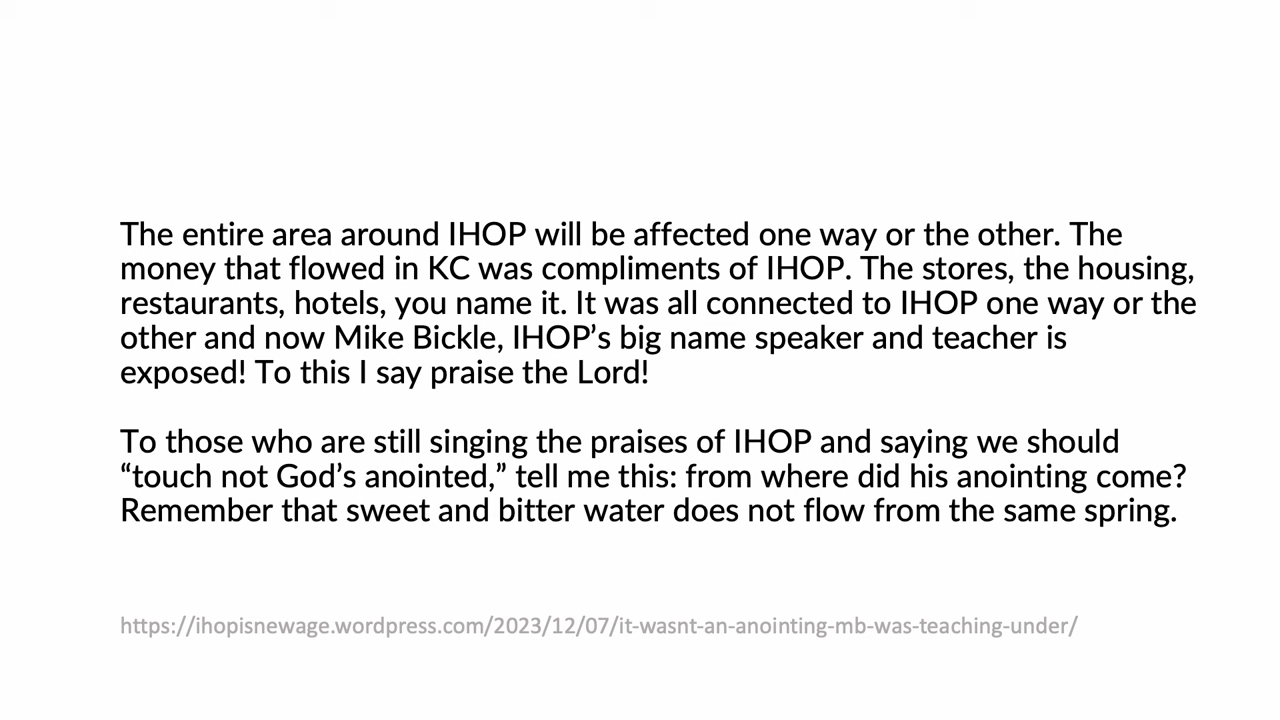 The entire area around IHOP will be affected one way or the other. The
money that flowed in KC was compliments of IHOP. The stores, the housing,
restaurants, hotels, you name it. It was all connected to IHOP one way or the
other and now Mike Bickle, IHOP’s big name speaker and teacher is
exposed! To this I say praise the Lord!
To those who are still singing the praises of IHOP and saying we should
“touch not God’s anointed,” tell me this: from where did his anointing come?
Remember that sweet and bitter water does not flow from the same spring.
https://ihopisnewage.wordpress.com/2023/12/07/it-wasnt-an-anointing-mb-was-teaching-under/